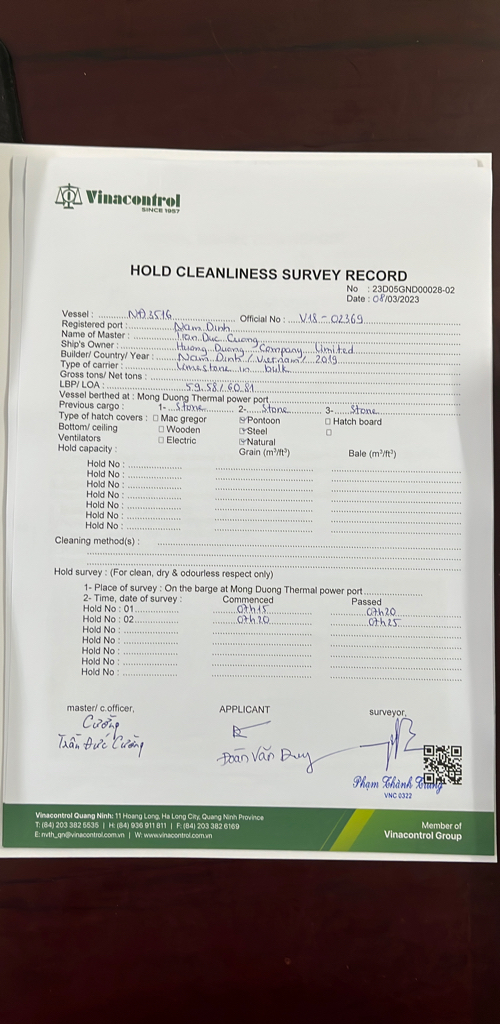 Vinacontrol
SINCE 1957
HOLD CLEANLINESS SURVEY RECORD
No : 23D05GND00028-02
Date : 08/03/2023
Vessel : NĐ 3516 Official No : V18-02369
Registered port : Nam Dinh
Name of Master : Tran Duc Cuong
Ship's Owner : Huong Duong Company Limited
Builder/ Country/ Year : Nam Dinh / Vietnam / 2019
Type of carrier : Limestone in bulk
Gross tons/ Net tons :
LBP/ LOA : 59.58/ 60.81
Vessel berthed at : Mong Duong Thermal power port
Previous cargo : 1- Stone 2- Stone 3- Stone
Type of hatch covers : ☐ Mac gregor ☑ Pontoon ☐ Hatch board
Bottom/ ceiling ☐ Wooden ☑ Steel ☐
Ventilators ☐ Electric ☑ Natural
Hold capacity : Grain (m³/ft³) Bale (m³/ft³)
Hold No :
Hold No :
Hold No :
Hold No :
Hold No :
Hold No :
Hold No :
Cleaning method(s) :
Hold survey : (For clean, dry & odourless respect only)
1- Place of survey : On the barge at Mong Duong Thermal power port
2- Time, date of survey : Commenced Passed
Hold No : 01 07h15 07h20
Hold No : 02 07h20 07h25
Hold No :
Hold No :
Hold No :
Hold No :
Hold No :
master/ c.officer, APPLICANT surveyor,
Cường
Trần Đức Cường Đoàn Văn Duy
Phạm Thành Trung
VNC 0322
Vinacontrol Quang Ninh: 11 Hoang Long, Ha Long City, Quang Ninh Province
T: (84) 203 382 5535 | H: (84) 936 911 811 | F: (84) 203 382 6169
E: nvth_qn@vinacontrol.com.vn | W: www.vinacontrol.com.vn
Member of
Vinacontrol Group